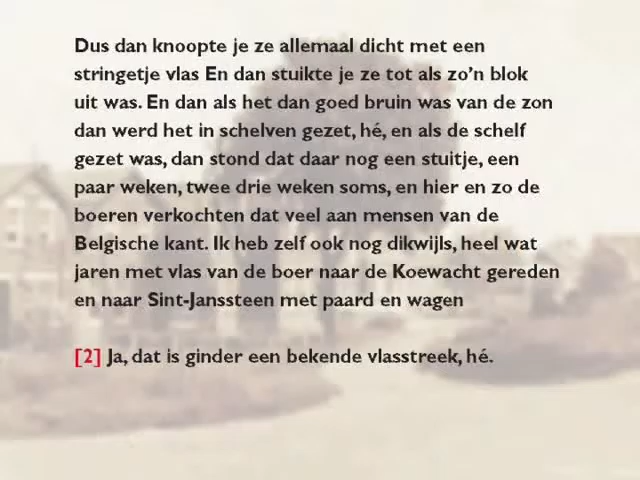 Dus dan knoopte je ze allemaal dicht met een
stringetje vlas En dan stuikte je ze tot als zo’n blok
uit was. En dan als het dan goed bruin was van de zon
dan werd het in schelven gezet, hé, en als de schelf
gezet was, dan stond dat daar nog een stuitje, een
paar weken, twee drie weken soms, en hier en zo de
boeren verkochten dat veel aan mensen van de
Belgische kant. Ik heb zelf ook nog dikwijls, heel wat
jaren met vlas van de boer naar de Koewacht gereden
en naar Sint-Janssteen met paard en wagen
[2] Ja, dat is ginder een bekende vlasstreek, hé.